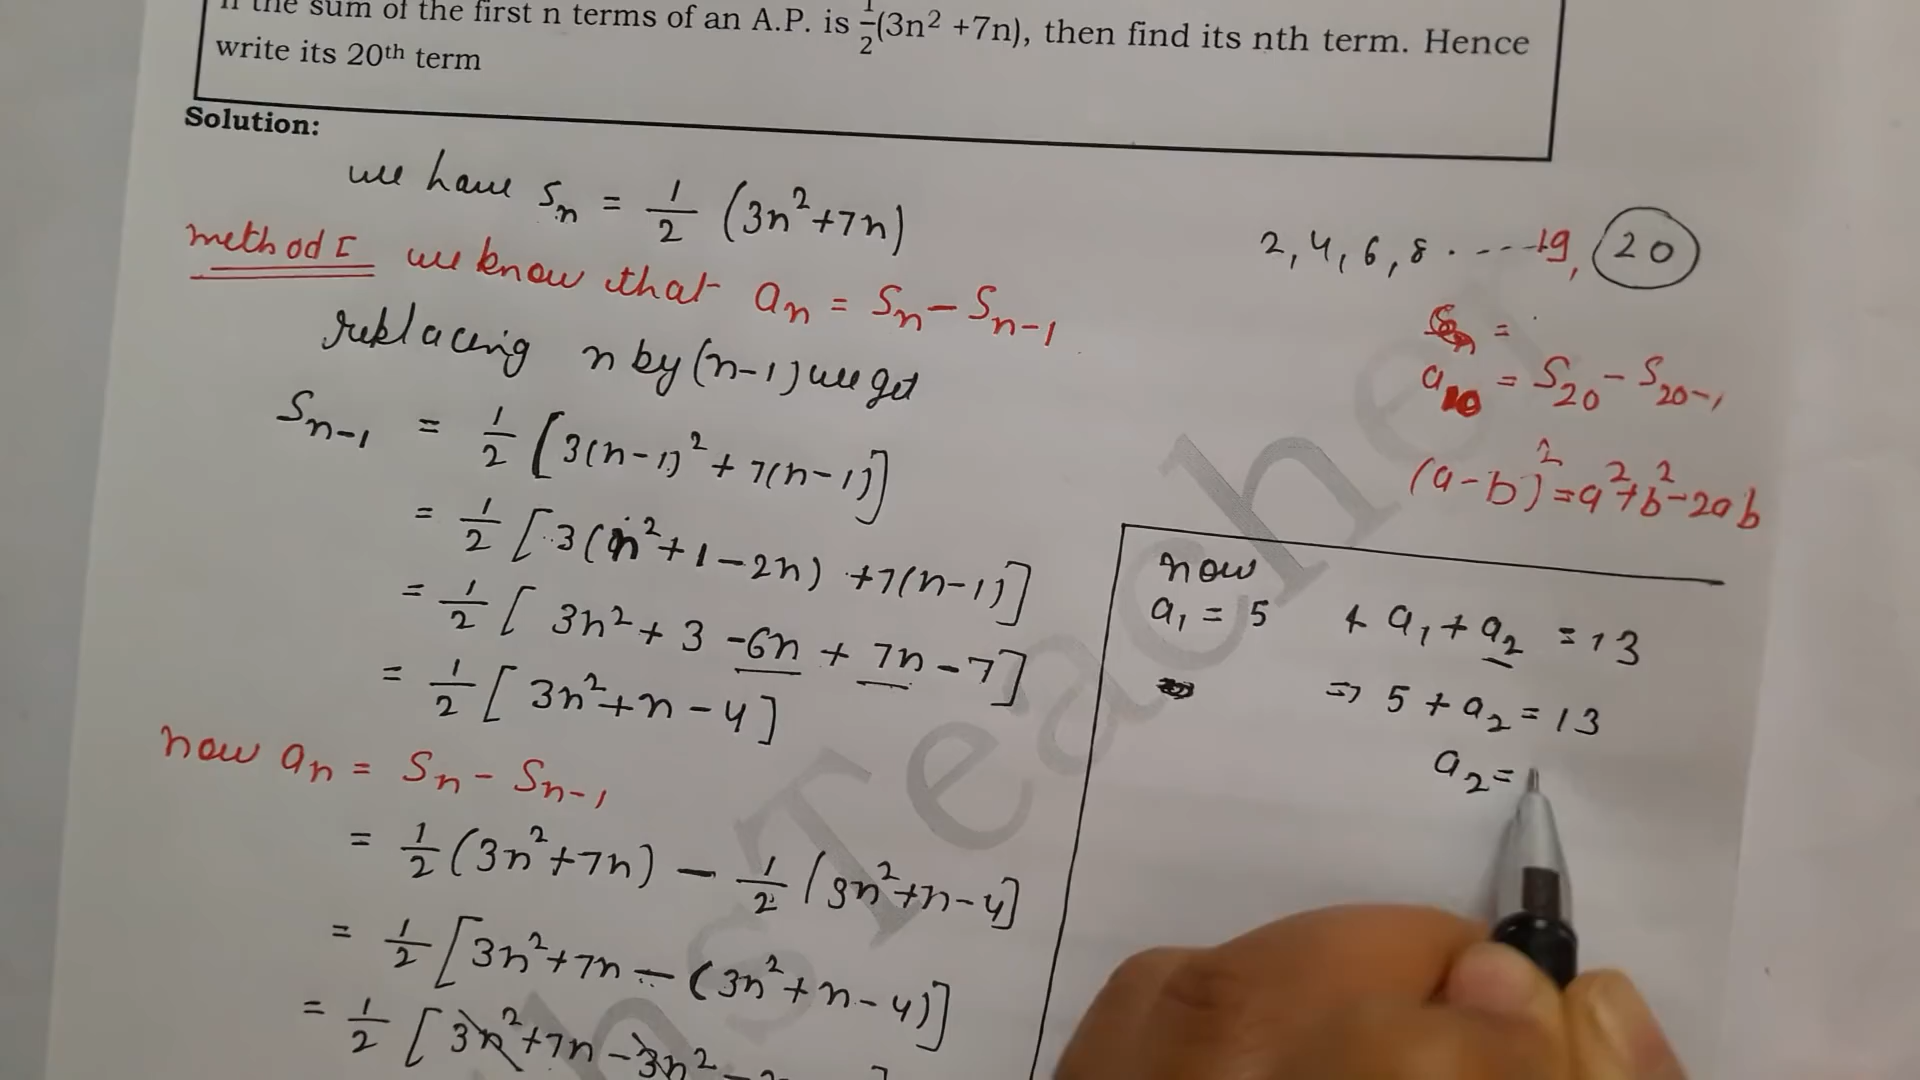 If the sum of the first n terms of an A.P. is 1/2(3n² +7n), then find its nth term. Hence
write its 20th term
Solution:
we have Sₙ = 1/2 (3n²+7n)
method I we know that aₙ = Sₙ - Sₙ₋₁
replacing n by (n-1) we get
Sₙ₋₁ = 1/2 [3(n-1)² + 7(n-1)]
= 1/2 [3(n²+1-2n) +7(n-1)]
= 1/2 [3n²+3 -6n + 7n -7]
= 1/2 [3n²+n-4]
now aₙ = Sₙ - Sₙ₋₁
= 1/2 (3n²+7n) - 1/2 (3n²+n-4]
= 1/2 [3n²+7n - (3n²+n-4)]
= 1/2 [3n²+7n-3n²
2, 4, 6, 8 . ---- 19, 20
= S₂₀ - S₂₀₋₁
(a-b)² = a²+b²-2ab
now
a₁ = 5 & a₁+a₂ = 13
⇒ 5 + a₂ = 13
a₂ =
hsTeacher